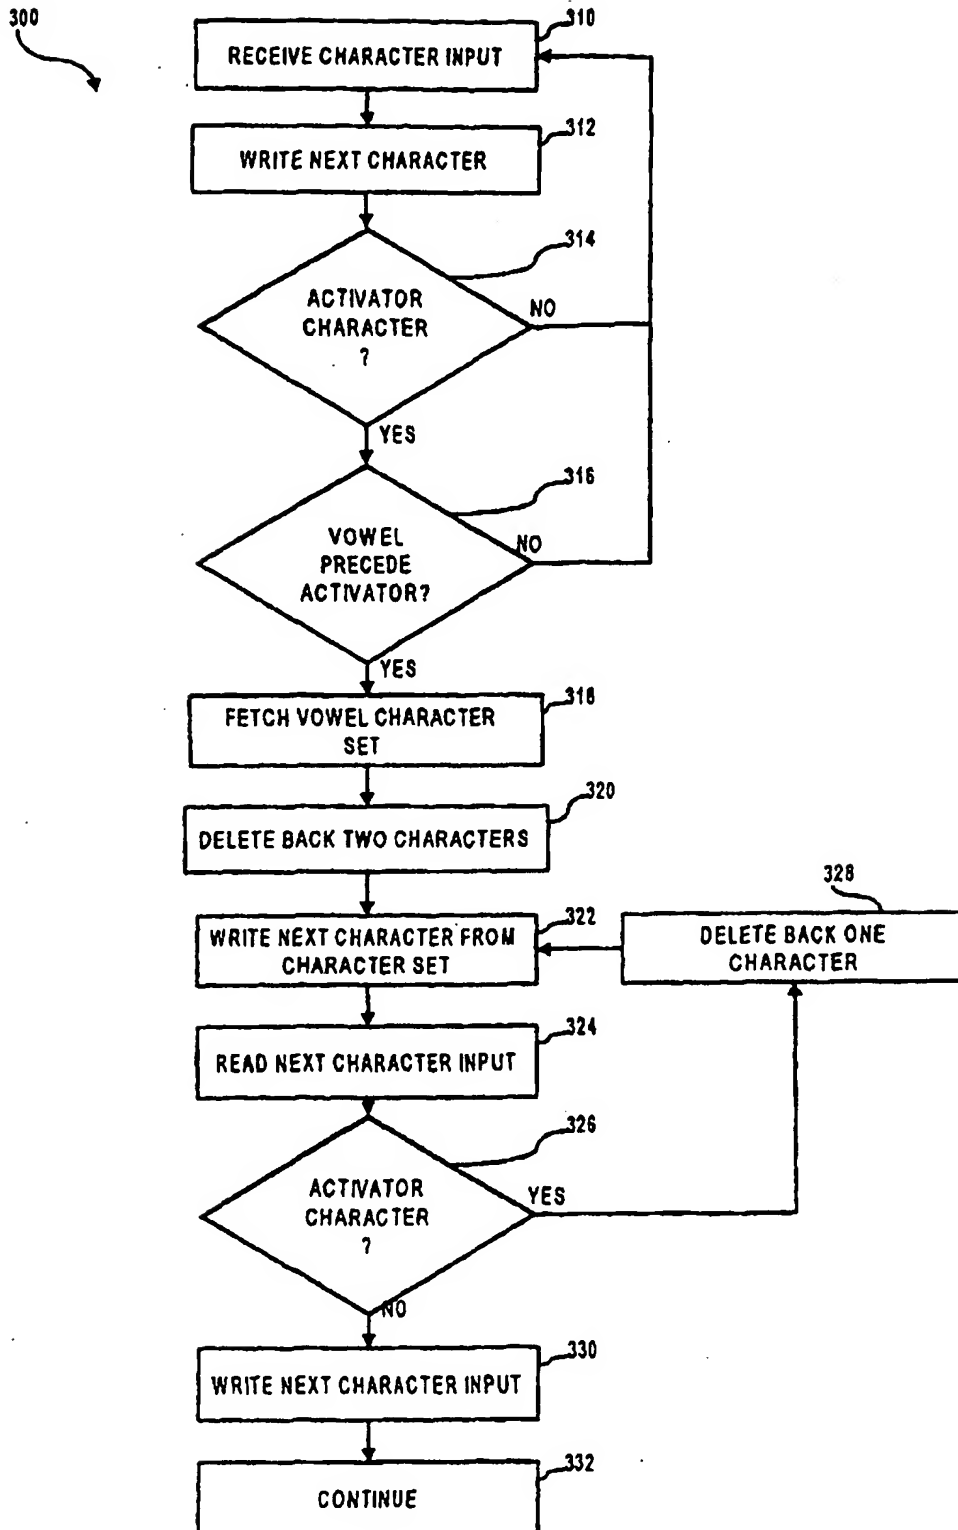 300
310
RECEIVE CHARACTER INPUT
312
WRITE NEXT CHARACTER
314
ACTIVATOR
CHARACTER
?
NO
YES
316
VOWEL
PRECEDE
ACTIVATOR?
NO
YES
318
FETCH VOWEL CHARACTER
SET
320
DELETE BACK TWO CHARACTERS
322
WRITE NEXT CHARACTER FROM
CHARACTER SET
328
DELETE BACK ONE
CHARACTER
324
READ NEXT CHARACTER INPUT
326
ACTIVATOR
CHARACTER
?
YES
NO
330
WRITE NEXT CHARACTER INPUT
332
CONTINUE